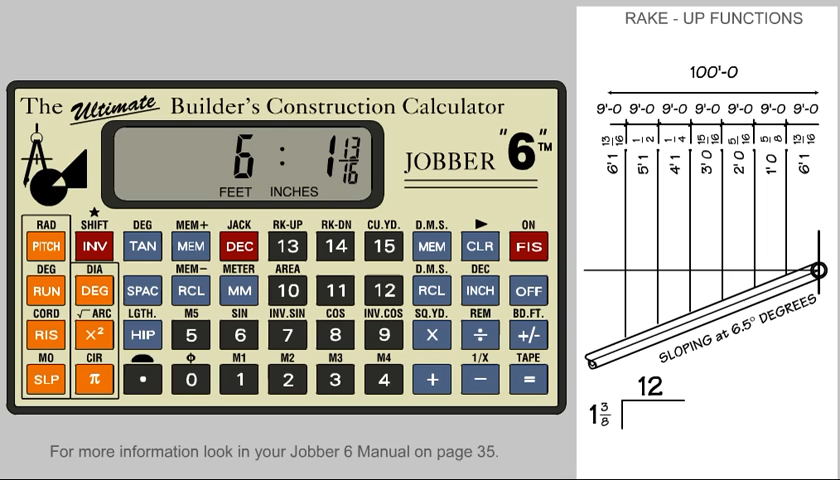 RAKE - UP FUNCTIONS
100'-0
9'-0 9'-0 9'-0 9'-0 9'-0 9'-0 9'-0
6'1 13/16
5'1 1/2
4'1 1/4
3'0 15/16
2'0 5/16
1'0 5/8
6'1 13/16
SLOPING at 6.5° DEGREES
12
1 3/8
The Ultimate Builder's Construction Calculator
6 : 1 13/16
FEET INCHES
JOBBER "6"™
RAD SHIFT DEG MEM+ JACK RK-UP RK-DN CU.YD. D.M.S. ON
PITCH INV TAN MEM DEC 13 14 15 MEM CLR FIS
DEG DIA MEM− METER AREA D.M.S. DEC
RUN DEG SPAC RCL MM 10 11 12 RCL INCH OFF
CORD √ ARC LGTH. M5 SIN INV.SIN COS INV.COS SQ.YD. REM BD.FT.
RIS X² HIP 5 6 7 8 9 X ÷ +/-
MO CIR Φ M1 M2 M3 M4 1/X TAPE
SLP π • 0 1 2 3 4 + − =
For more information look in your Jobber 6 Manual on page 35.